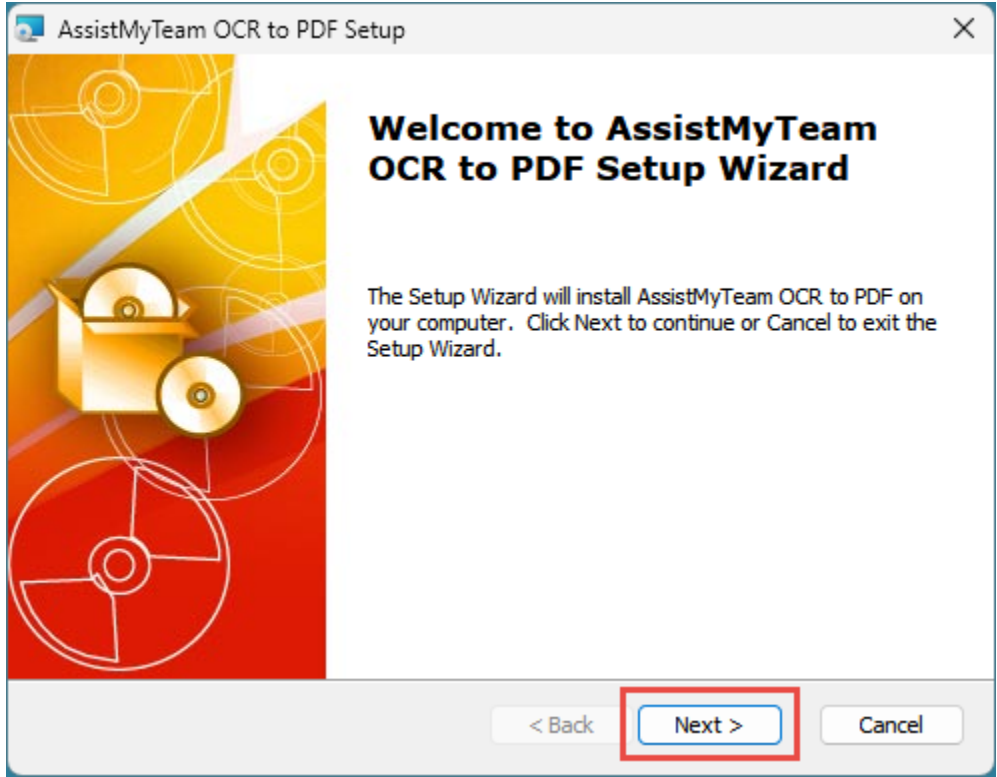 AssistMyTeam OCR to PDF Setup
Welcome to AssistMyTeam
OCR to PDF Setup Wizard
The Setup Wizard will install AssistMyTeam OCR to PDF on
your computer.  Click Next to continue or Cancel to exit the
Setup Wizard.
< Back
Next >
Cancel